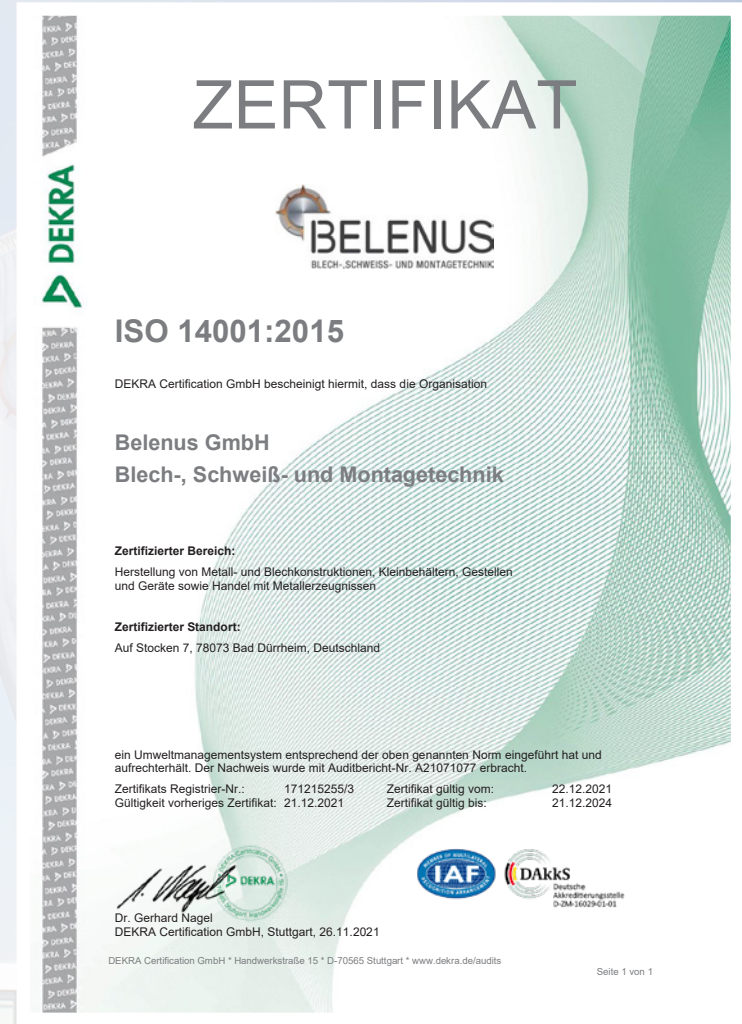 ZERTIFIKAT
DEKRA
BELENUS
BLECH-,SCHWEISS- UND MONTAGETECHNIK
ISO 14001:2015
DEKRA Certification GmbH bescheinigt hiermit, dass die Organisation
Belenus GmbH
Blech-, Schweiß- und Montagetechnik
Zertifizierter Bereich:
Herstellung von Metall- und Blechkonstruktionen, Kleinbehältern, Gestellen
und Geräte sowie Handel mit Metallerzeugnissen
Zertifizierter Standort:
Auf Stocken 7, 78073 Bad Dürrheim, Deutschland
ein Umweltmanagementsystem entsprechend der oben genannten Norm eingeführt hat und
aufrechterhält. Der Nachweis wurde mit Auditbericht-Nr. A21071077 erbracht.
Zertifikats Registrier-Nr.: 171215255/3 Zertifikat gültig vom: 22.12.2021
Gültigkeit vorheriges Zertifikat: 21.12.2021 Zertifikat gültig bis: 21.12.2024
DEKRA
MEMBER OF MULTILATERAL
IAF
RECOGNITION ARRANGEMENT
DAkkS
Deutsche
Akkreditierungsstelle
D-ZM-16029-01-01
Dr. Gerhard Nagel
DEKRA Certification GmbH, Stuttgart, 26.11.2021
DEKRA Certification GmbH * Handwerkstraße 15 * D-70565 Stuttgart * www.dekra.de/audits
Seite 1 von 1